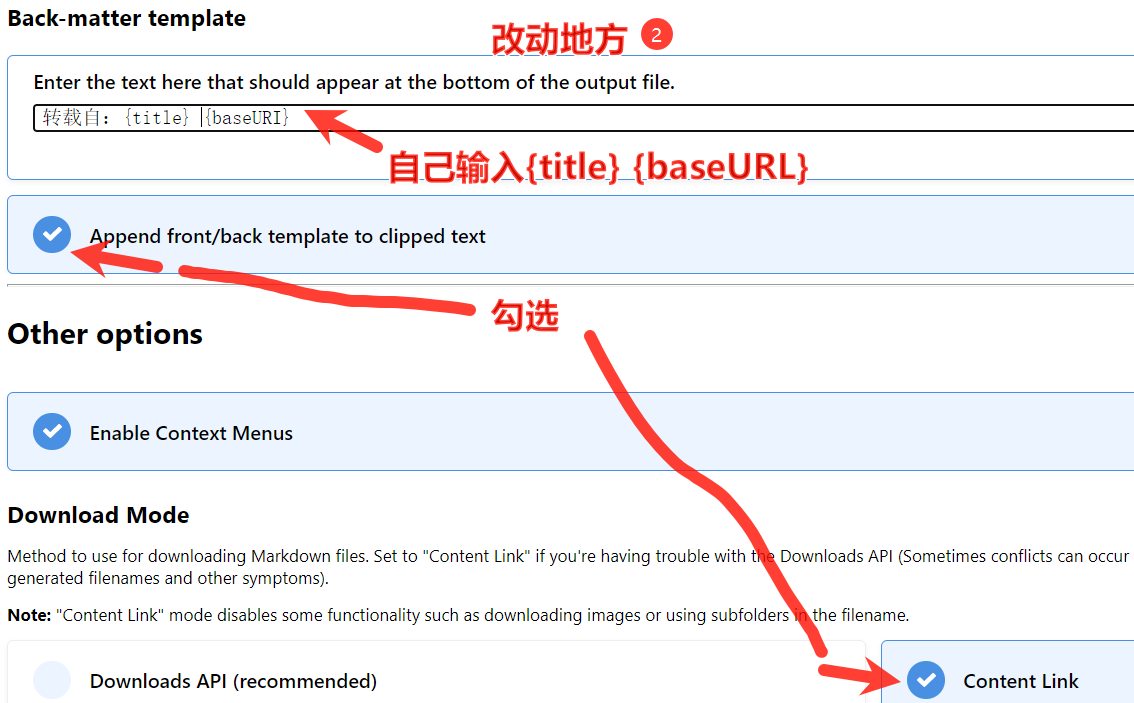 Back-matter template
改动地方 2
Enter the text here that should appear at the bottom of the output file.
转载自：{title} {baseURI}
自己输入{title} {baseURL}
Append front/back template to clipped text
勾选
Other options
Enable Context Menus
Download Mode
Method to use for downloading Markdown files. Set to "Content Link" if you're having trouble with the Downloads API (Sometimes conflicts can occur
generated filenames and other symptoms).
Note: "Content Link" mode disables some functionality such as downloading images or using subfolders in the filename.
Downloads API (recommended)
Content Link